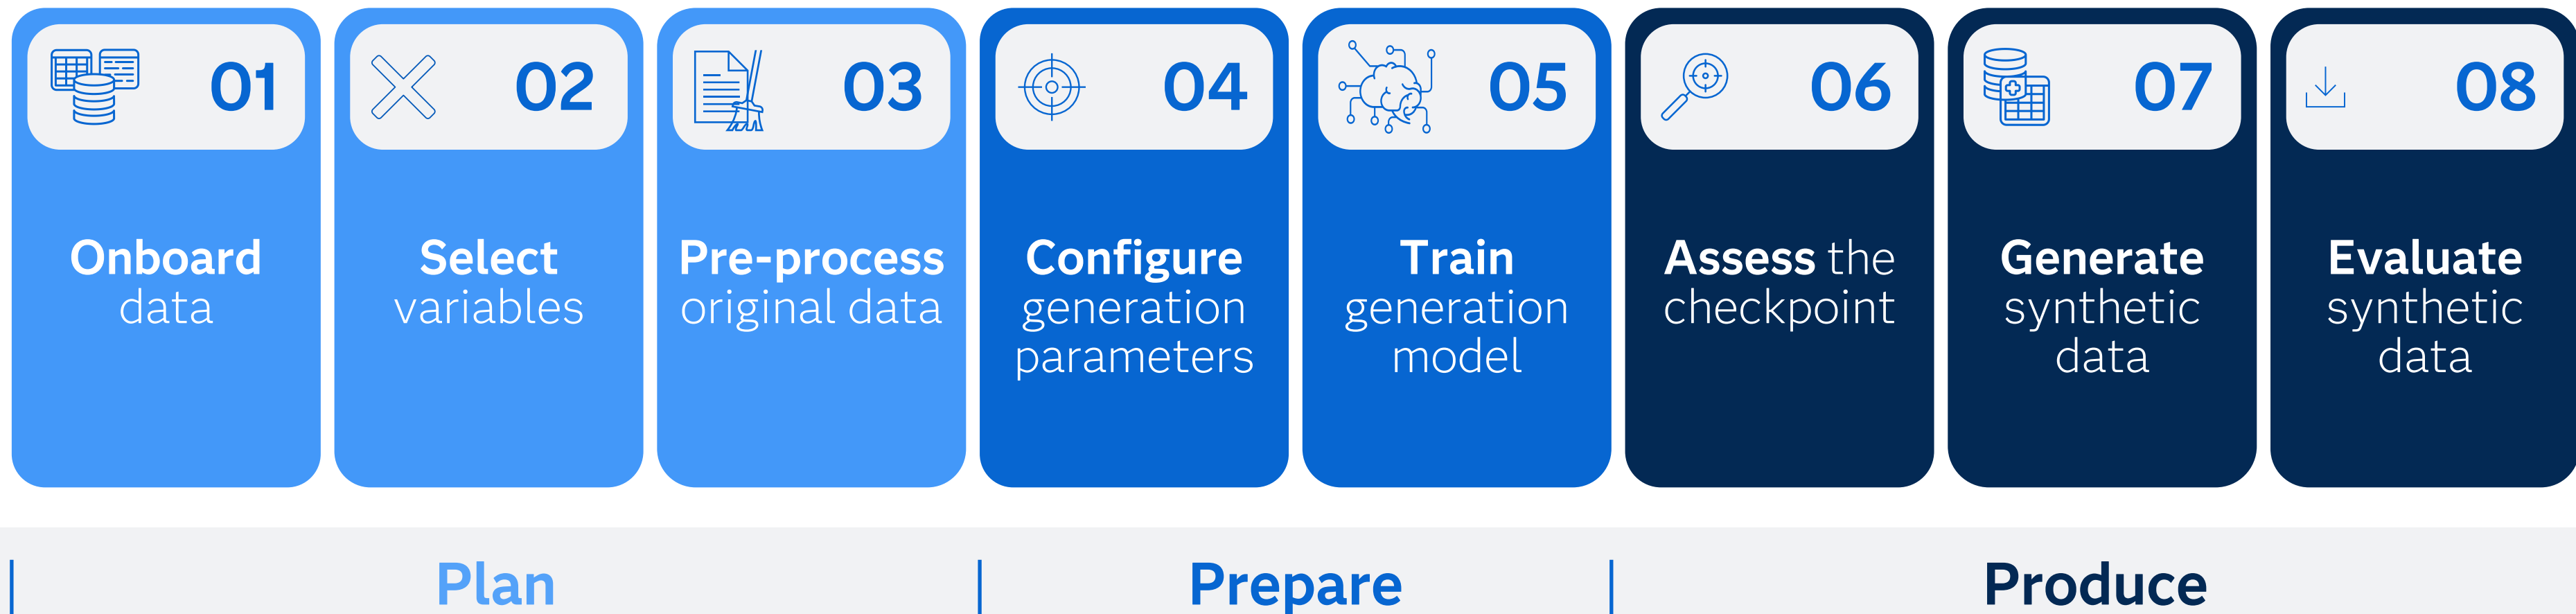 01
Onboard
data
02
Select
variables
03
Pre-process
original data
04
Configure
generation
parameters
05
Train
generation
model
06
Assess the
checkpoint
07
Generate
synthetic
data
08
Evaluate
synthetic
data
Plan
Prepare
Produce